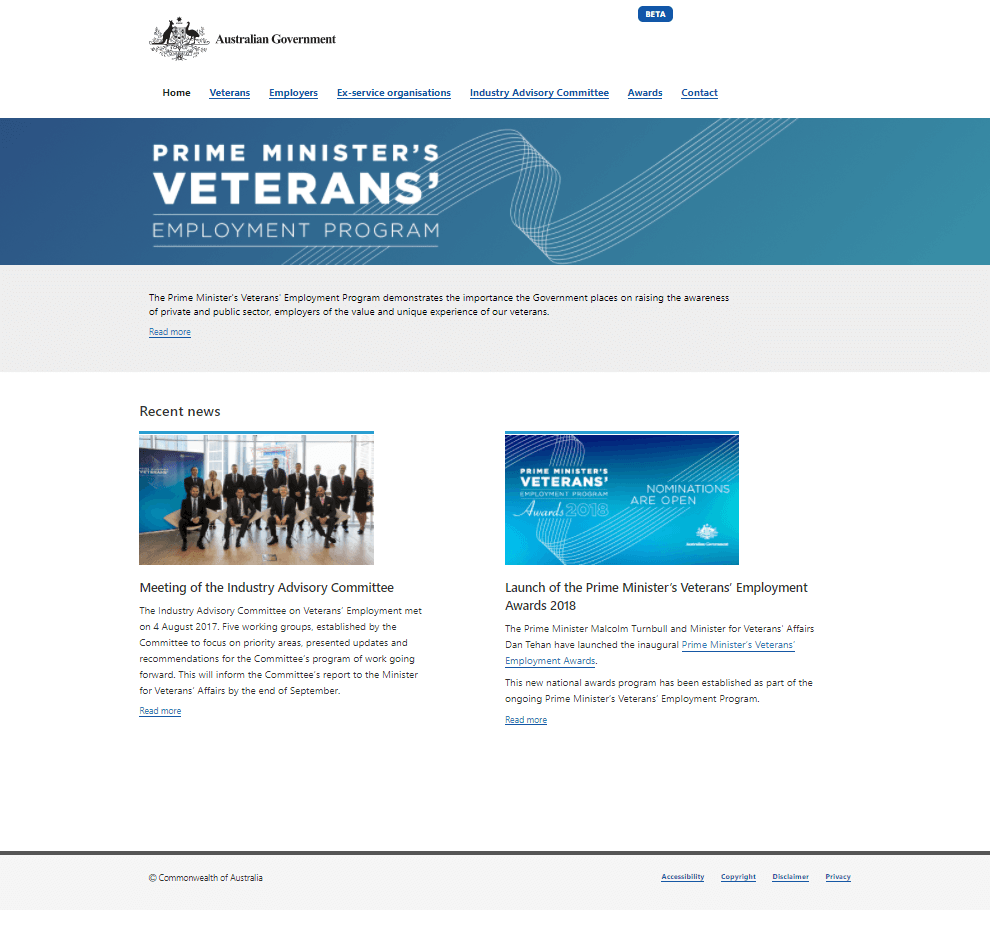 BETA
Australian Government
Home Veterans Employers Ex-service organisations Industry Advisory Committee Awards Contact
PRIME MINISTER'S
VETERANS'
EMPLOYMENT PROGRAM
The Prime Minister's Veterans' Employment Program demonstrates the importance the Government places on raising the awareness
of private and public sector, employers of the value and unique experience of our veterans.
Read more
Recent news
VETERANS'
PRIME MINISTER'S
VETERANS'
EMPLOYMENT PROGRAM
Awards 2018
NOMINATIONS
ARE OPEN
Australian Government
Meeting of the Industry Advisory Committee
The Industry Advisory Committee on Veterans' Employment met
on 4 August 2017. Five working groups, established by the
Committee to focus on priority areas, presented updates and
recommendations for the Committee's program of work going
forward. This will inform the Committee's report to the Minister
for Veterans' Affairs by the end of September.
Read more
Launch of the Prime Minister's Veterans' Employment
Awards 2018
The Prime Minister Malcolm Turnbull and Minister for Veterans' Affairs
Dan Tehan have launched the inaugural Prime Minister's Veterans'
Employment Awards.
This new national awards program has been established as part of the
ongoing Prime Minister's Veterans' Employment Program.
Read more
© Commonwealth of Australia
Accessibility Copyright Disclaimer Privacy